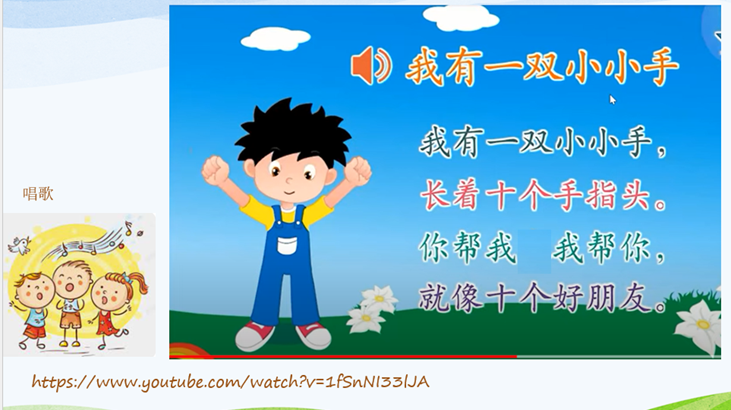 我有一双小小手
我有一双小小手，
长着十个手指头。
你帮我 我帮你，
就像十个好朋友。
唱歌
https://www.youtube.com/watch?v=1fSnNI33lJA